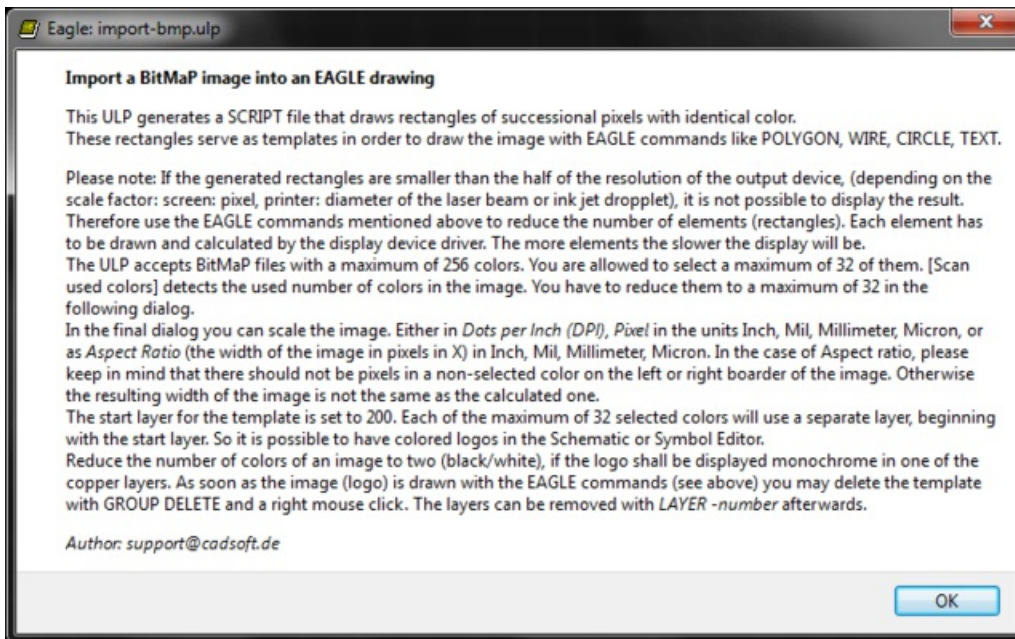 Eagle: import-bmp.ulp
Import a BitMaP image into an EAGLE drawing
This ULP generates a SCRIPT file that draws rectangles of successional pixels with identical color.
These rectangles serve as templates in order to draw the image with EAGLE commands like POLYGON, WIRE, CIRCLE, TEXT.
Please note: If the generated rectangles are smaller than the half of the resolution of the output device, (depending on the
scale factor: screen: pixel, printer: diameter of the laser beam or ink jet dropplet), it is not possible to display the result.
Therefore use the EAGLE commands mentioned above to reduce the number of elements (rectangles). Each element has
to be drawn and calculated by the display device driver. The more elements the slower the display will be.
The ULP accepts BitMaP files with a maximum of 256 colors. You are allowed to select a maximum of 32 of them. [Scan
used colors] detects the used number of colors in the image. You have to reduce them to a maximum of 32 in the
following dialog.
In the final dialog you can scale the image. Either in Dots per Inch (DPI), Pixel in the units Inch, Mil, Millimeter, Micron, or
as Aspect Ratio (the width of the image in pixels in X) in Inch, Mil, Millimeter, Micron. In the case of Aspect ratio, please
keep in mind that there should not be pixels in a non-selected color on the left or right boarder of the image. Otherwise
the resulting width of the image is not the same as the calculated one.
The start layer for the template is set to 200. Each of the maximum of 32 selected colors will use a separate layer, beginning
with the start layer. So it is possible to have colored logos in the Schematic or Symbol Editor.
Reduce the number of colors of an image to two (black/white), if the logo shall be displayed monochrome in one of the
copper layers. As soon as the image (logo) is drawn with the EAGLE commands (see above) you may delete the template
with GROUP DELETE and a right mouse click. The layers can be removed with LAYER -number afterwards.
Author: support@cadsoft.de
OK